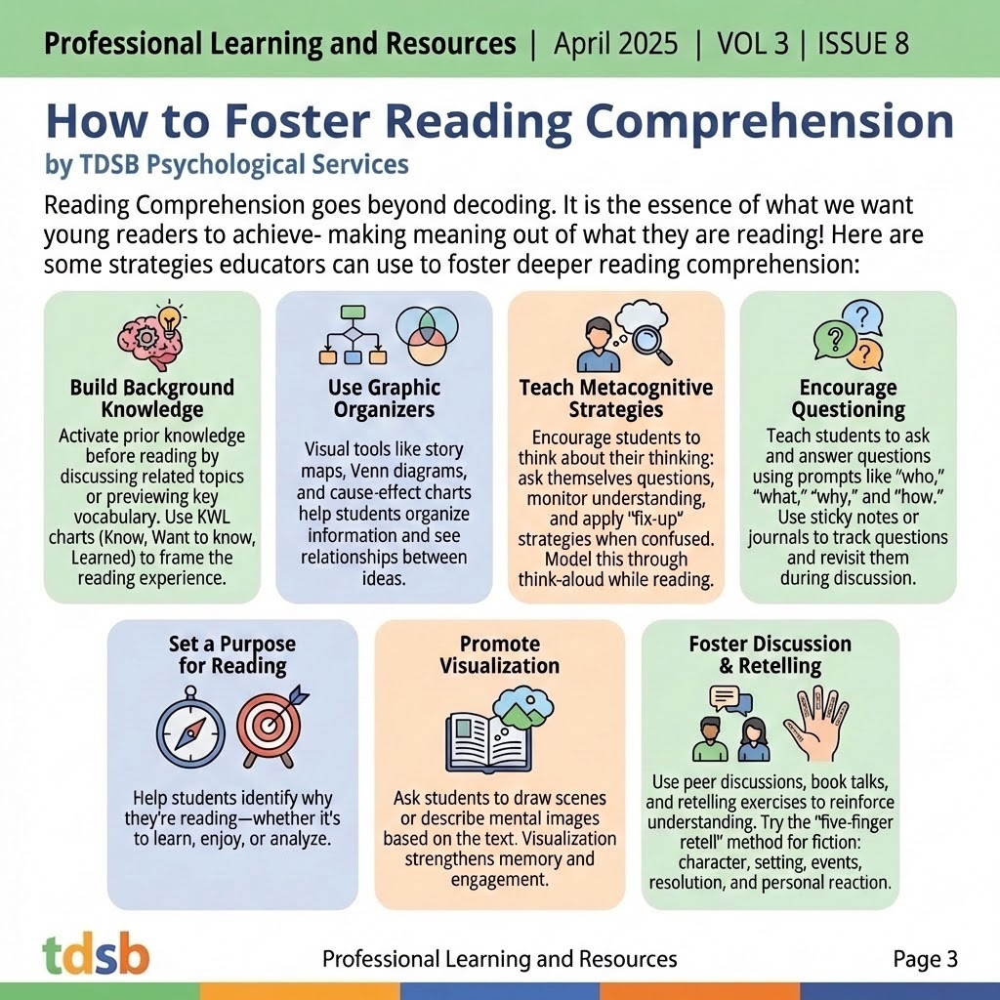 Professional Learning and Resources | April 2025 | VOL 3 | ISSUE 8
How to Foster Reading Comprehension
by TDSB Psychological Services
Reading Comprehension goes beyond decoding. It is the essence of what we want
young readers to achieve- making meaning out of what they are reading! Here are
some strategies educators can use to foster deeper reading comprehension:
Build Background
Knowledge
Activate prior knowledge
before reading by
discussing related topics
or previewing key
vocabulary. Use KWL
charts (Know, Want to know,
Learned) to frame the
reading experience.
Use Graphic
Organizers
Visual tools like story
maps, Venn diagrams,
and cause-effect charts
help students organize
information and see
relationships between
ideas.
Teach Metacognitive
Strategies
Encourage students to
think about their thinking:
ask themselves questions,
monitor understanding,
and apply "fix-up"
strategies when confused.
Model this through
think-aloud while reading.
? ? ?
Encourage
Questioning
Teach students to ask
and answer questions
using prompts like “who,”
“what,” “why,” and “how.”
Use sticky notes or
journals to track questions
and revisit them
during discussion.
Set a Purpose
for Reading
Help students identify why
they're reading—whether it's
to learn, enjoy, or analyze.
Promote
Visualization
Ask students to draw scenes
or describe mental images
based on the text. Visualization
strengthens memory and
engagement.
Foster Discussion
& Retelling
Use peer discussions, book talks,
and retelling exercises to reinforce
understanding. Try the "five-finger
retell" method for fiction:
character, setting, events,
resolution, and personal reaction.
tdsb
Professional Learning and Resources
Page 3